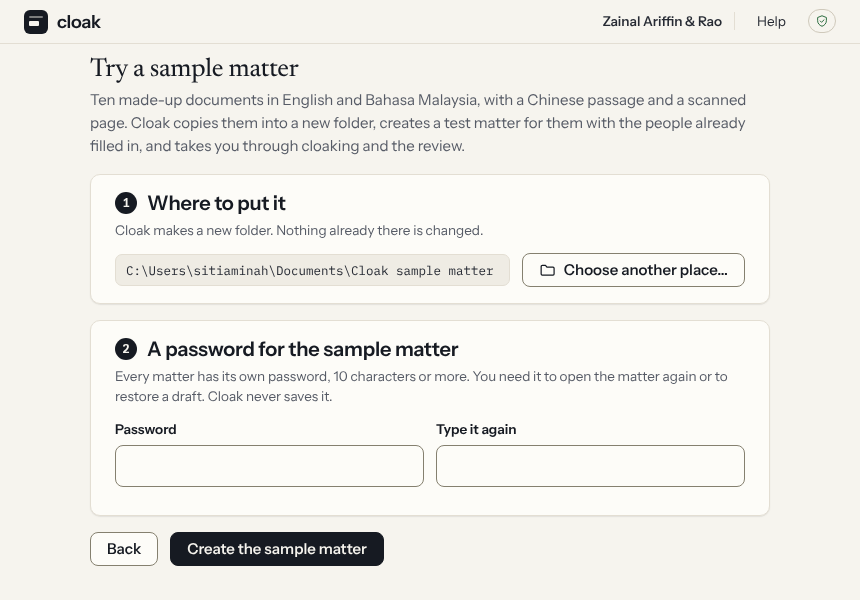 cloak
Zainal Ariffin & Rao
Help
Try a sample matter
Ten made-up documents in English and Bahasa Malaysia, with a Chinese passage and a scanned
page. Cloak copies them into a new folder, creates a test matter for them with the people already
filled in, and takes you through cloaking and the review.
1 Where to put it
Cloak makes a new folder. Nothing already there is changed.
C:\Users\sitiaminah\Documents\Cloak sample matter
Choose another place...
2 A password for the sample matter
Every matter has its own password, 10 characters or more. You need it to open the matter again or to
restore a draft. Cloak never saves it.
Password
Type it again
Back
Create the sample matter